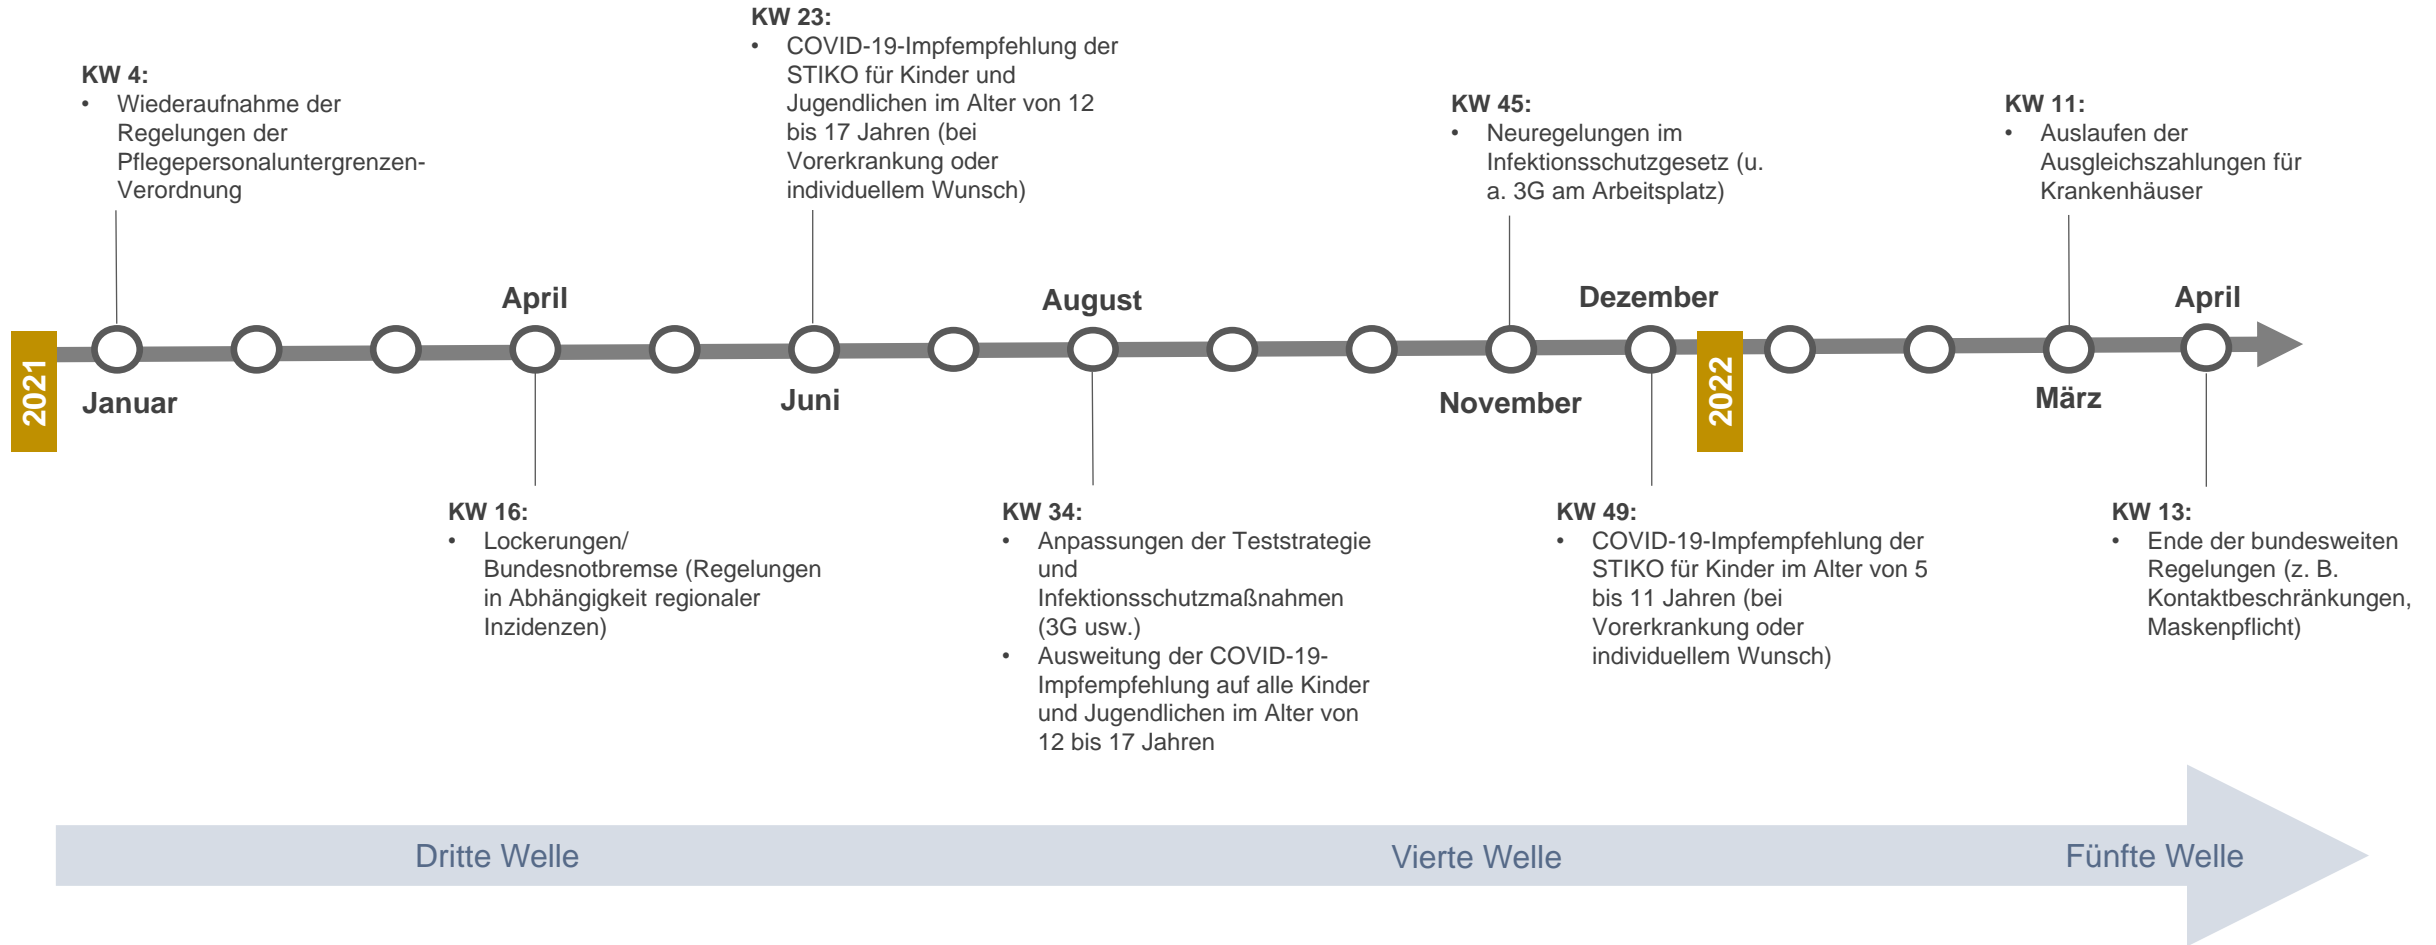 KW 4:
• Wiederaufnahme der
Regelungen der
Pflegepersonaluntergrenzen-
Verordnung
KW 23:
• COVID-19-Impfempfehlung der
STIKO für Kinder und
Jugendlichen im Alter von 12
bis 17 Jahren (bei
Vorerkrankung oder
individuellem Wunsch)
KW 45:
• Neuregelungen im
Infektionsschutzgesetz (u.
a. 3G am Arbeitsplatz)
KW 11:
• Auslaufen der
Ausgleichszahlungen für
Krankenhäuser
2021
Januar
April
Juni
August
November
Dezember
2022
März
April
KW 16:
• Lockerungen/
Bundesnotbremse (Regelungen
in Abhängigkeit regionaler
Inzidenzen)
KW 34:
• Anpassungen der Teststrategie
und
Infektionsschutzmaßnahmen
(3G usw.)
• Ausweitung der COVID-19-
Impfempfehlung auf alle Kinder
und Jugendlichen im Alter von
12 bis 17 Jahren
KW 49:
• COVID-19-Impfempfehlung der
STIKO für Kinder im Alter von 5
bis 11 Jahren (bei
Vorerkrankung oder
individuellem Wunsch)
KW 13:
• Ende der bundesweiten
Regelungen (z. B.
Kontaktbeschränkungen,
Maskenpflicht)
Dritte Welle
Vierte Welle
Fünfte Welle